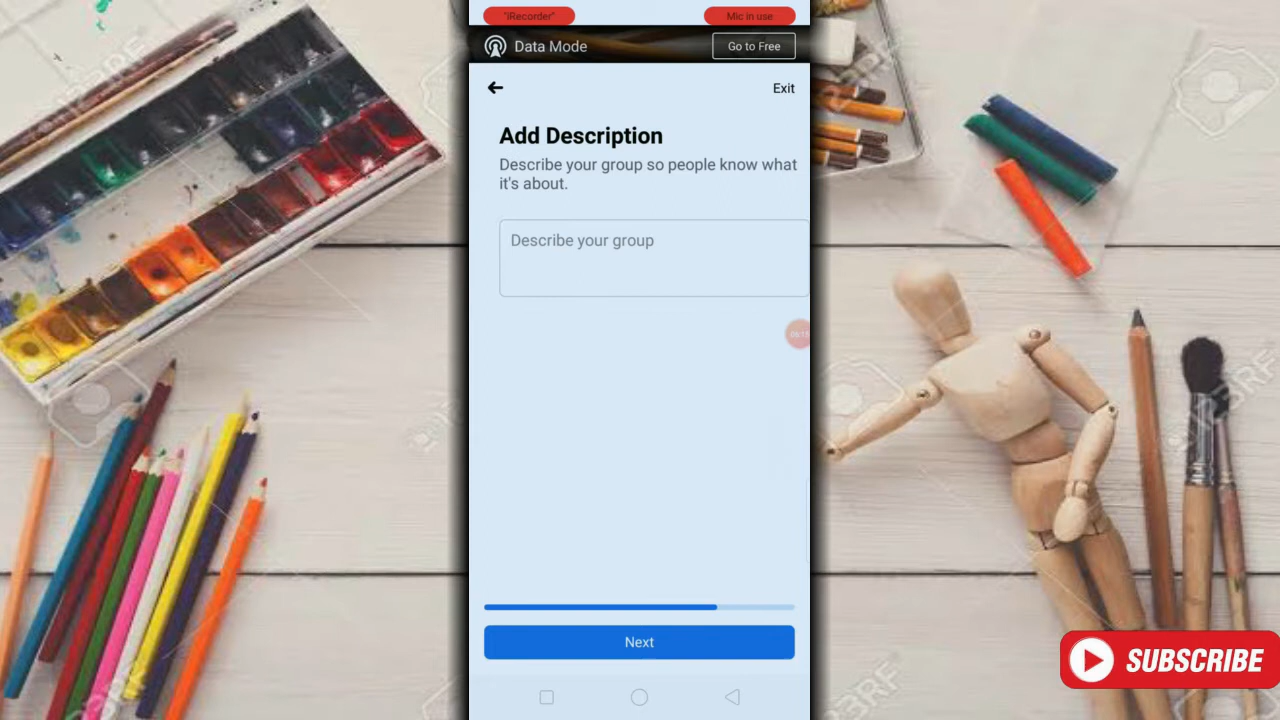 "iRecorder"
Mic in use
Data Mode
Go to Free
Exit
Add Description
Describe your group so people know what
it's about.
Describe your group
Next
SUBSCRIBE